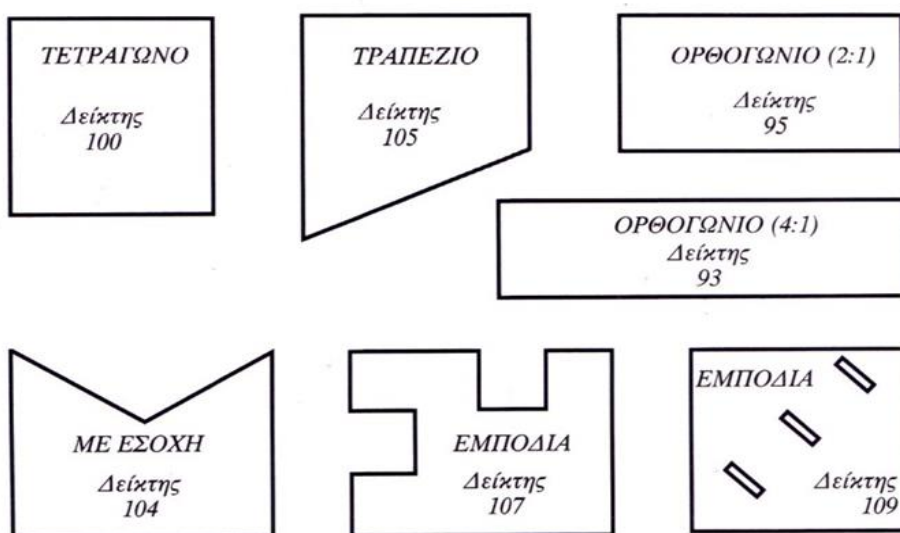 ΤΕΤΡΑΓΩΝΟ
Δείκτης
100
ΤΡΑΠΕΖΙΟ
Δείκτης
105
ΟΡΘΟΓΩΝΙΟ (2:1)
Δείκτης
95
ΟΡΘΟΓΩΝΙΟ (4:1)
Δείκτης
93
ΜΕ ΕΣΟΧΗ
Δείκτης
104
ΕΜΠΟΔΙΑ
Δείκτης
107
ΕΜΠΟΔΙΑ
Δείκτης
109